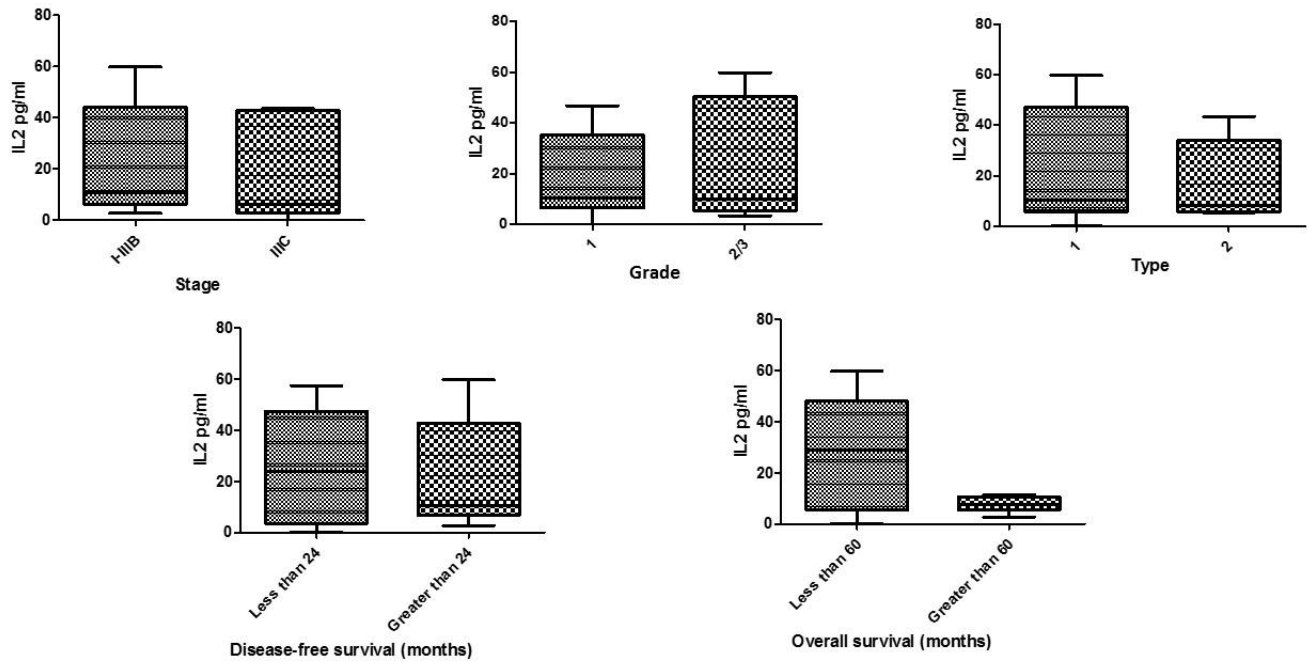 80
60
40
20
0
IL2 pg/ml
I-IIIB
IIIC
Stage
80
60
40
20
0
IL2 pg/ml
1
2/3
Grade
80
60
40
20
0
IL2 pg/ml
1
2
Type
80
60
40
20
0
IL2 pg/ml
Less than 24
Greater than 24
Disease-free survival (months)
80
60
40
20
0
IL2 pg/ml
Less than 60
Greater than 60
Overall survival (months)